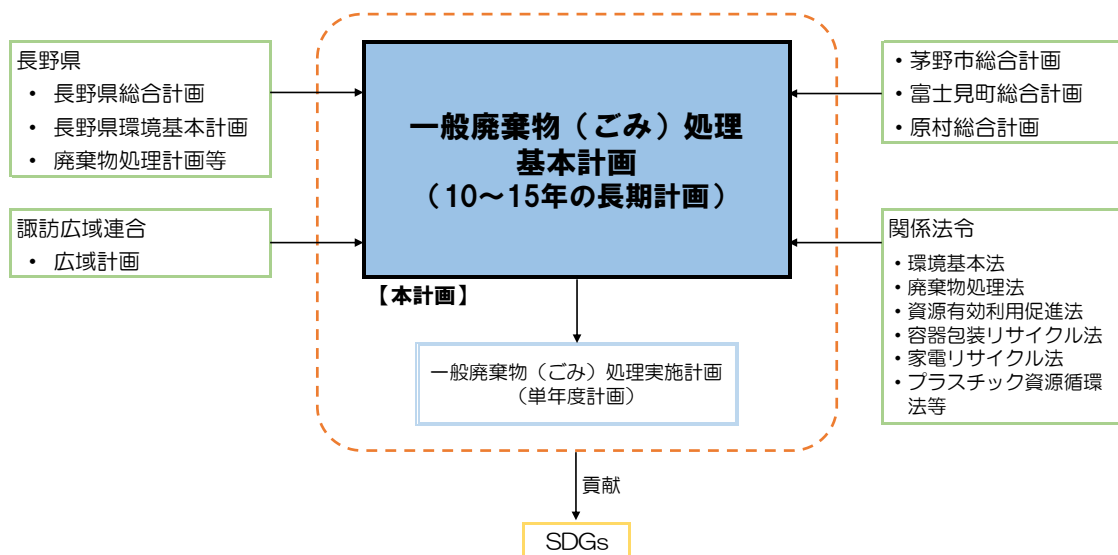 長野県
・ 長野県総合計画
・ 長野県環境基本計画
・ 廃棄物処理計画等
諏訪広域連合
・ 広域計画
一般廃棄物（ごみ）処理
基本計画
（10～15年の長期計画）
【本計画】
一般廃棄物（ごみ）処理実施計画
（単年度計画）
・茅野市総合計画
・富士見町総合計画
・原村総合計画
関係法令
・環境基本法
・廃棄物処理法
・資源有効利用促進法
・容器包装リサイクル法
・家電リサイクル法
・プラスチック資源循環
法等
貢献
SDGs